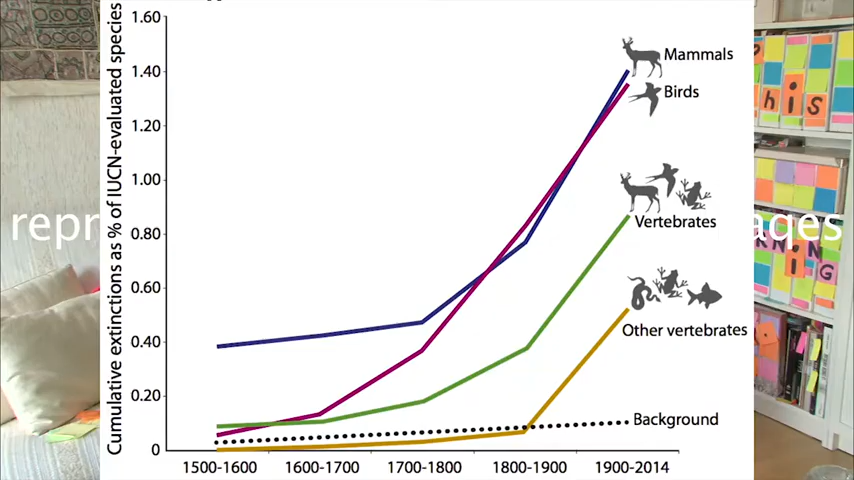 Cumulative extinctions as % of IUCN-evaluated species
1.60
1.40
1.20
1.00
0.80
0.60
0.40
0.20
0
1500-1600
1600-1700
1700-1800
1800-1900
1900-2014
Mammals
Birds
Vertebrates
Other vertebrates
Background
his